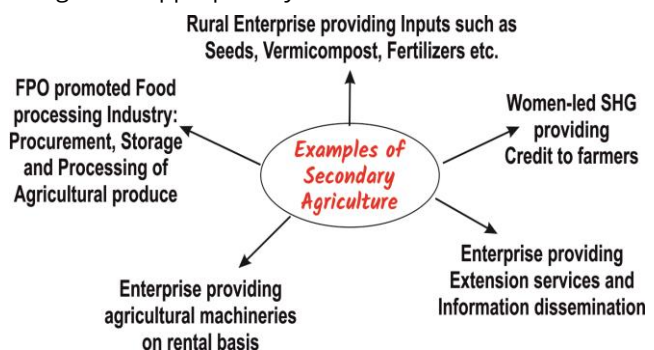 Rural Enterprise providing Inputs such as
Seeds, Vermicompost, Fertilizers etc.
FPO promoted Food
processing Industry:
Procurement, Storage
and Processing of
Agricultural produce
Women-led SHG
providing
Credit to farmers
Examples of
Secondary
Agriculture
Enterprise providing
Extension services and
Information dissemination
Enterprise providing
agricultural machineries
on rental basis